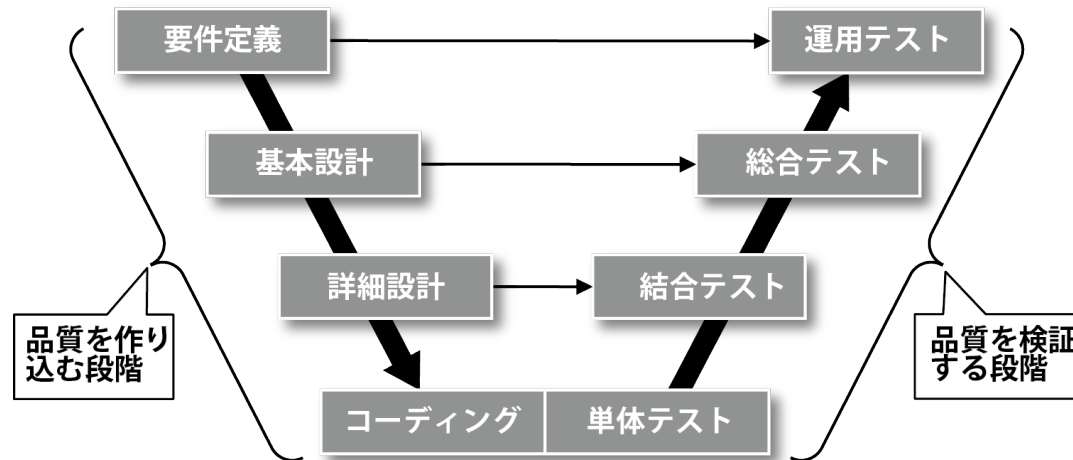 要件定義
運用テスト
基本設計
総合テスト
詳細設計
結合テスト
品質を作り
込む段階
品質を検証
する段階
コーディング
単体テスト